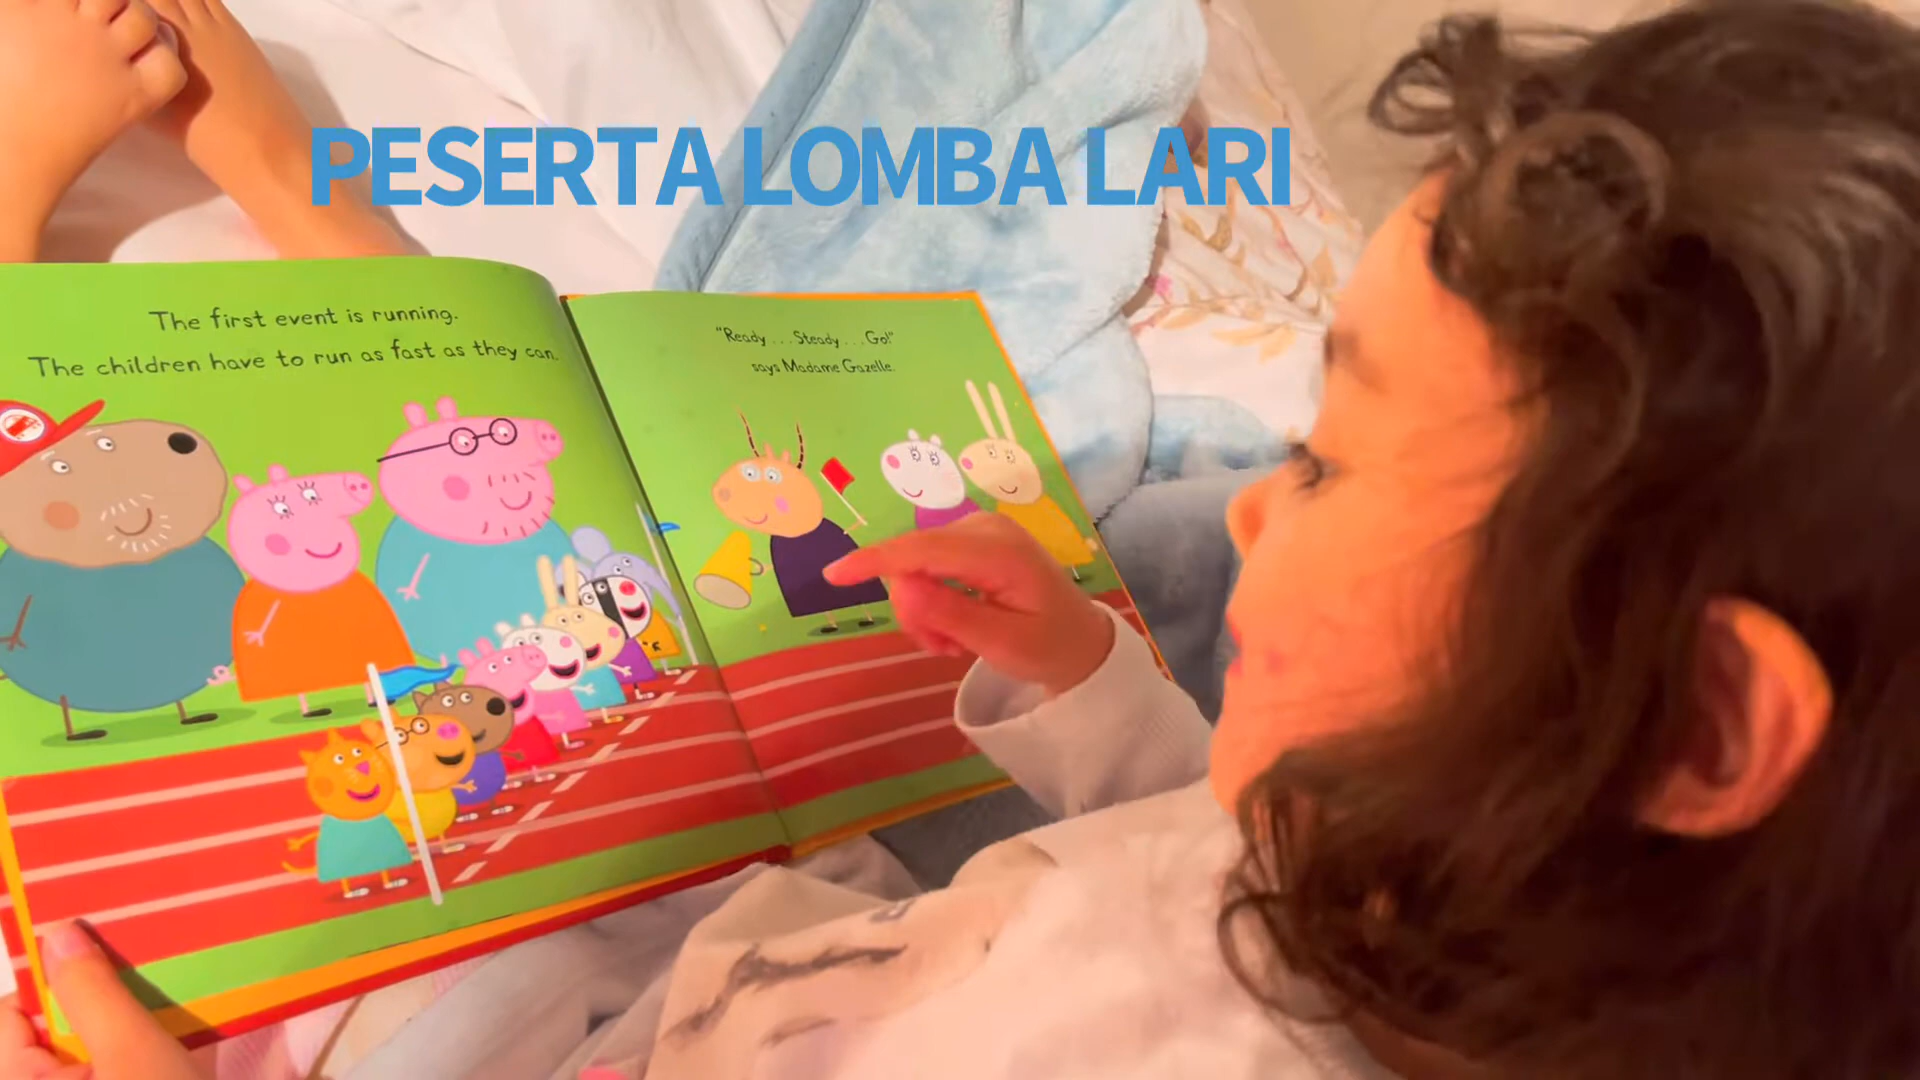 PESERTA LOMBA LARI
The first event is running.
The children have to run as fast as they can.
"Ready ... Steady ... Go!"
says Madame Gazelle.